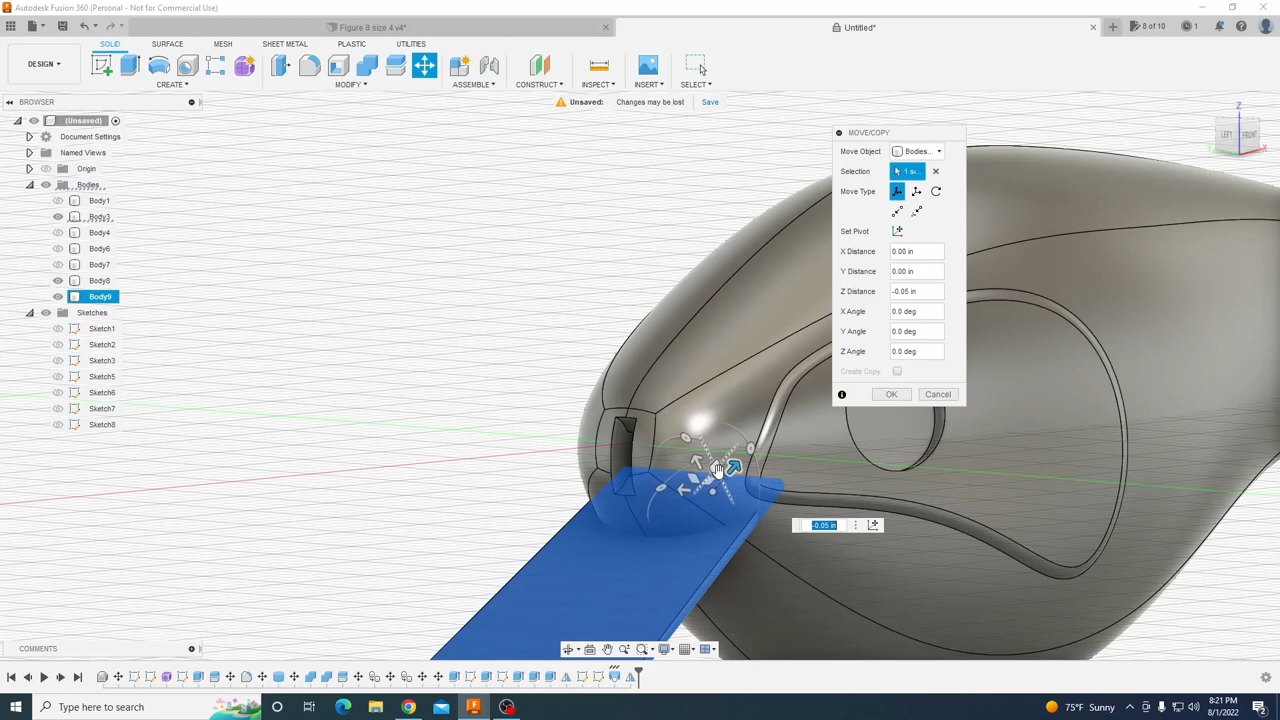 Autodesk Fusion 360 (Personal - Not for Commercial Use)
Figure 8 size 4 v4*
Untitled*
8 of 10
1
SOLID SURFACE MESH SHEET METAL PLASTIC UTILITIES
DESIGN
CREATE MODIFY ASSEMBLE CONSTRUCT INSPECT INSERT SELECT
BROWSER
Unsaved: Changes may be lost Save
(Unsaved)
Document Settings
Named Views
Origin
Bodies
Body1
Body3
Body4
Body6
Body7
Body8
Body9
Sketches
Sketch1
Sketch2
Sketch3
Sketch5
Sketch6
Sketch7
Sketch8
Z
BACK
FRONT
MOVE/COPY
Move Object Bodies...
Selection 1 se...
Move Type
Set Pivot
X Distance 0.00 in
Y Distance 0.00 in
Z Distance -0.05 in
X Angle 0.0 deg
Y Angle 0.0 deg
Z Angle 0.0 deg
Create Copy
OK Cancel
-0.05 in
COMMENTS
Type here to search
75°F Sunny
8:21 PM
8/1/2022
2